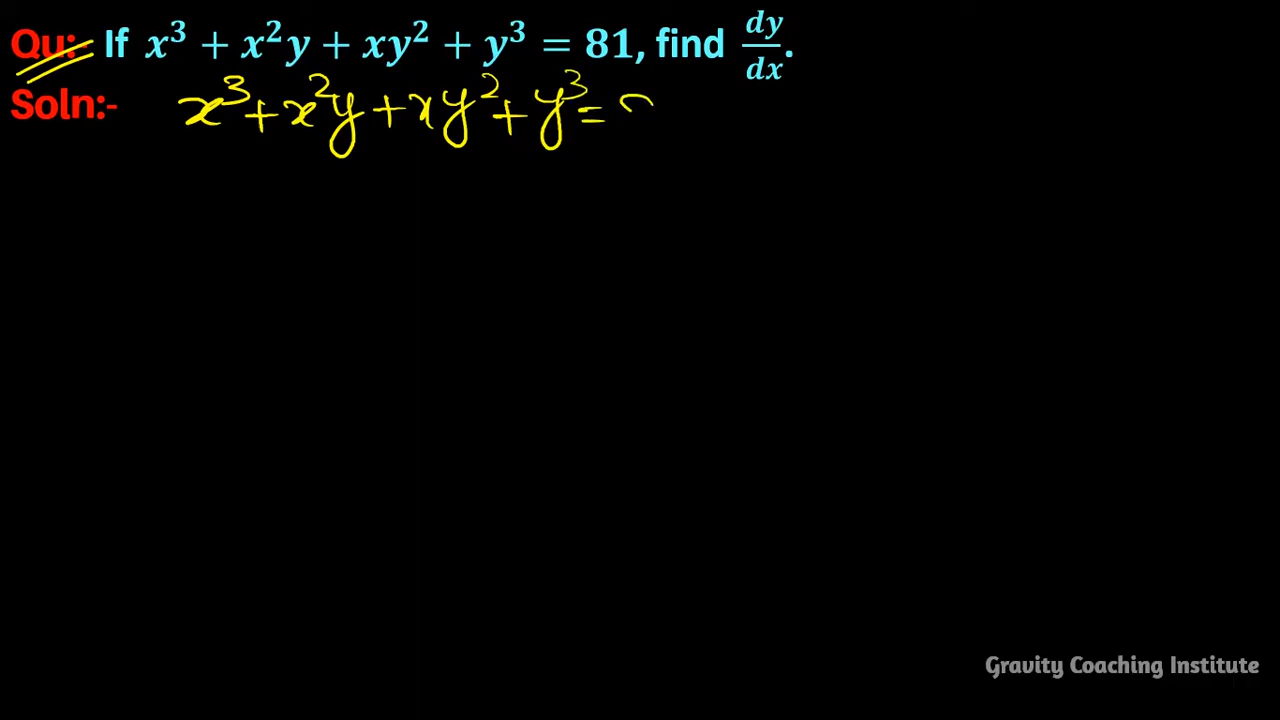 Qu:- If x³ + x²y + xy² + y³ = 81, find dy/dx.
Soln:- x³+x²y+xy²+y³=
Gravity Coaching Institute